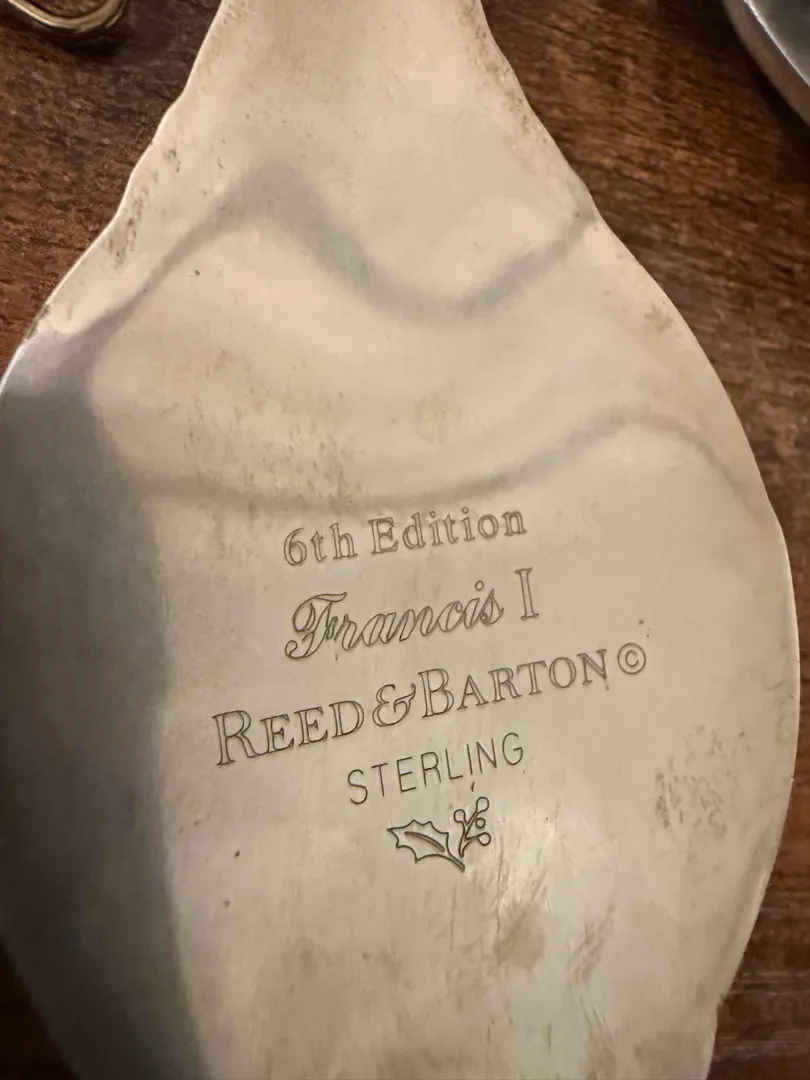 6th Edition
Francis I
REED & BARTON ©
STERLING